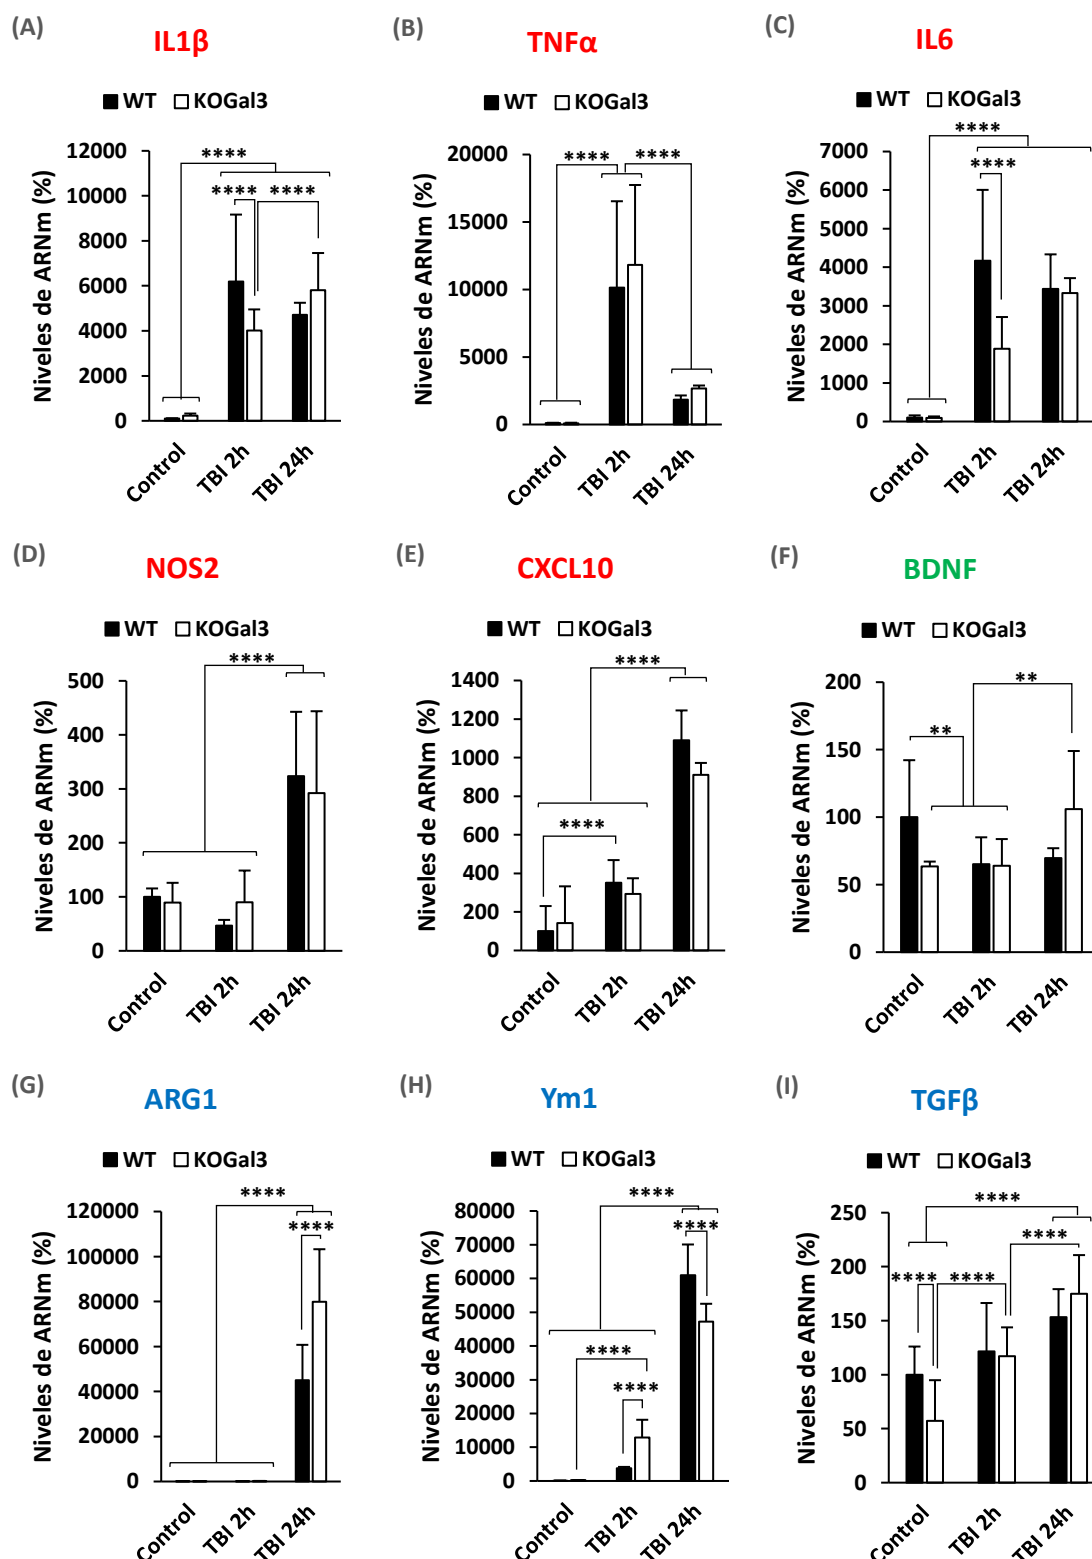 (A) IL1β
WT KOGal3
Niveles de ARNm (%)
12000
10000
8000
6000
4000
2000
0
****
**** ****
Control
TBI 2h
TBI 24h
(B) TNFα
WT KOGal3
Niveles de ARNm (%)
20000
15000
10000
5000
0
**** ****
Control
TBI 2h
TBI 24h
(C) IL6
WT KOGal3
Niveles de ARNm (%)
7000
6000
5000
4000
3000
2000
1000
0
****
****
Control
TBI 2h
TBI 24h
(D) NOS2
WT KOGal3
Niveles de ARNm (%)
500
400
300
200
100
0
****
Control
TBI 2h
TBI 24h
(E) CXCL10
WT KOGal3
Niveles de ARNm (%)
1400
1200
1000
800
600
400
200
0
****
****
Control
TBI 2h
TBI 24h
(F) BDNF
WT KOGal3
Niveles de ARNm (%)
200
150
100
50
0
**
**
Control
TBI 2h
TBI 24h
(G) ARG1
WT KOGal3
Niveles de ARNm (%)
120000
100000
80000
60000
40000
20000
0
****
****
Control
TBI 2h
TBI 24h
(H) Ym1
WT KOGal3
Niveles de ARNm (%)
80000
70000
60000
50000
40000
30000
20000
10000
0
****
****
****
****
Control
TBI 2h
TBI 24h
(I) TGFβ
WT KOGal3
Niveles de ARNm (%)
250
200
150
100
50
0
****
****
**** ****
Control
TBI 2h
TBI 24h